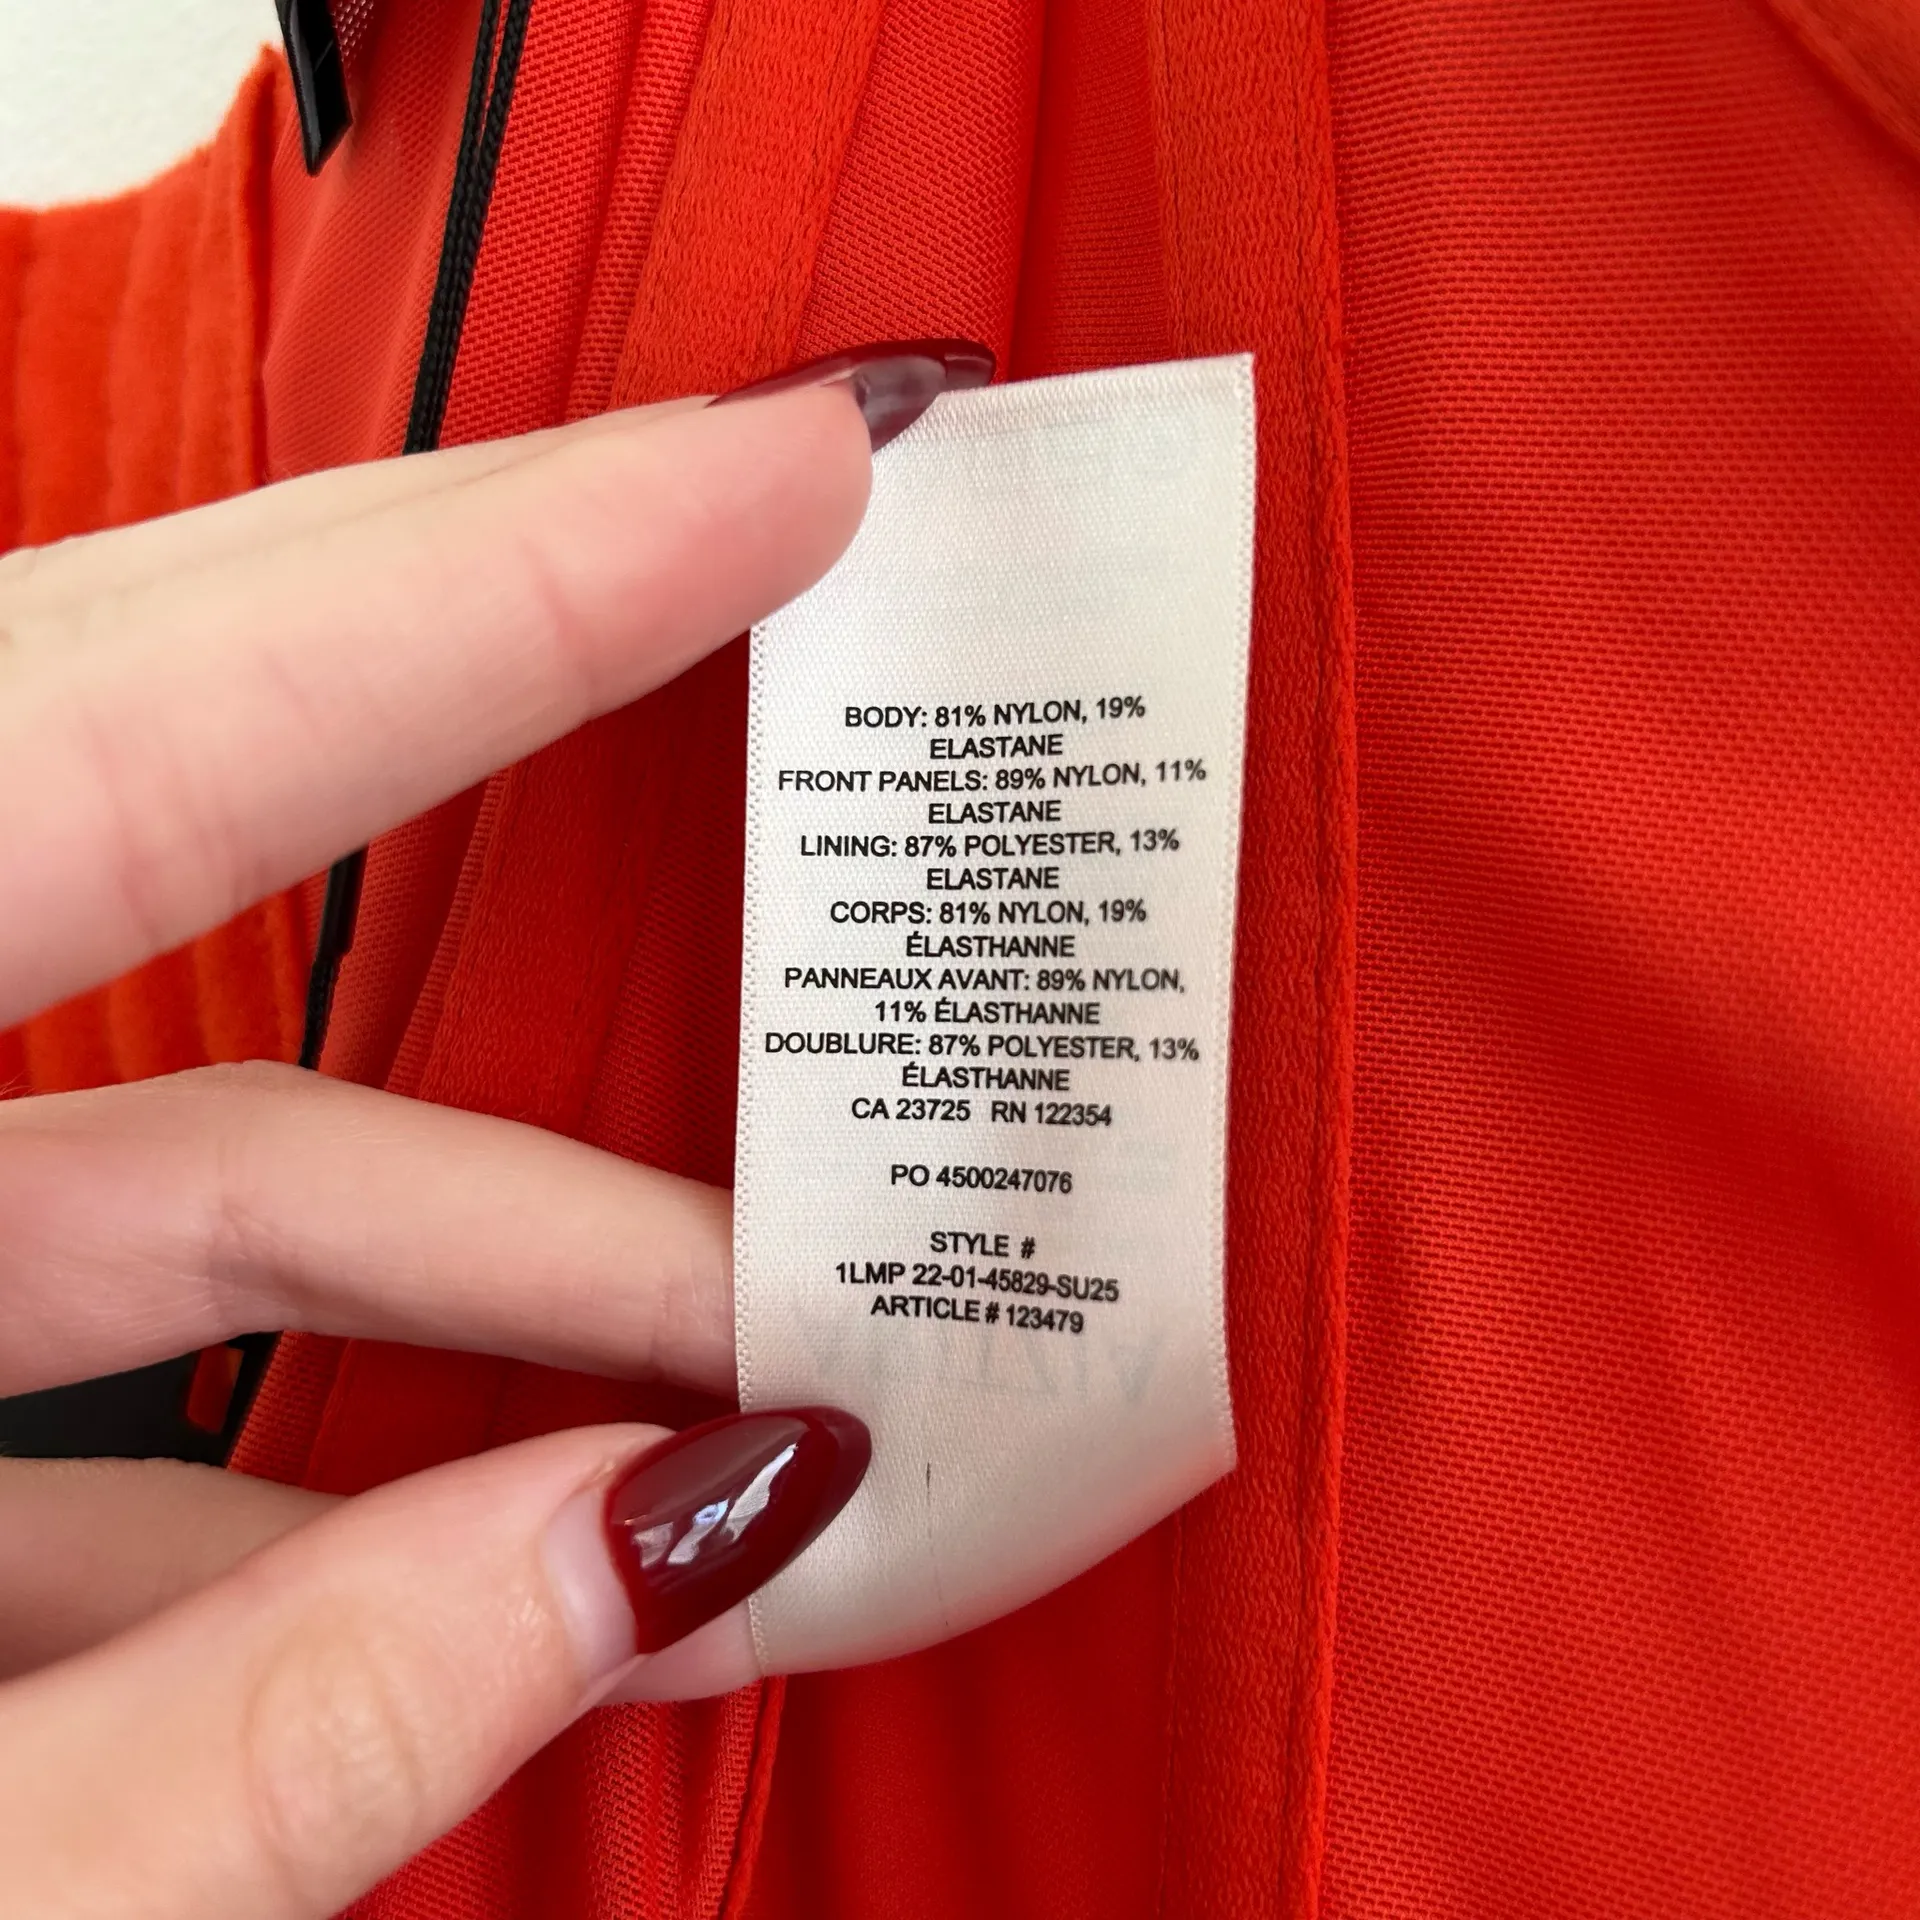 BODY: 81% NYLON, 19%
ELASTANE
FRONT PANELS: 89% NYLON, 11%
ELASTANE
LINING: 87% POLYESTER, 13%
ELASTANE
CORPS: 81% NYLON, 19%
ÉLASTHANNE
PANNEAUX AVANT: 89% NYLON,
11% ÉLASTHANNE
DOUBLURE: 87% POLYESTER, 13%
ÉLASTHANNE
CA 23725 RN 122354
PO 4500247076
STYLE #
1LMP 22-01-45829-SU25
ARTICLE # 123479